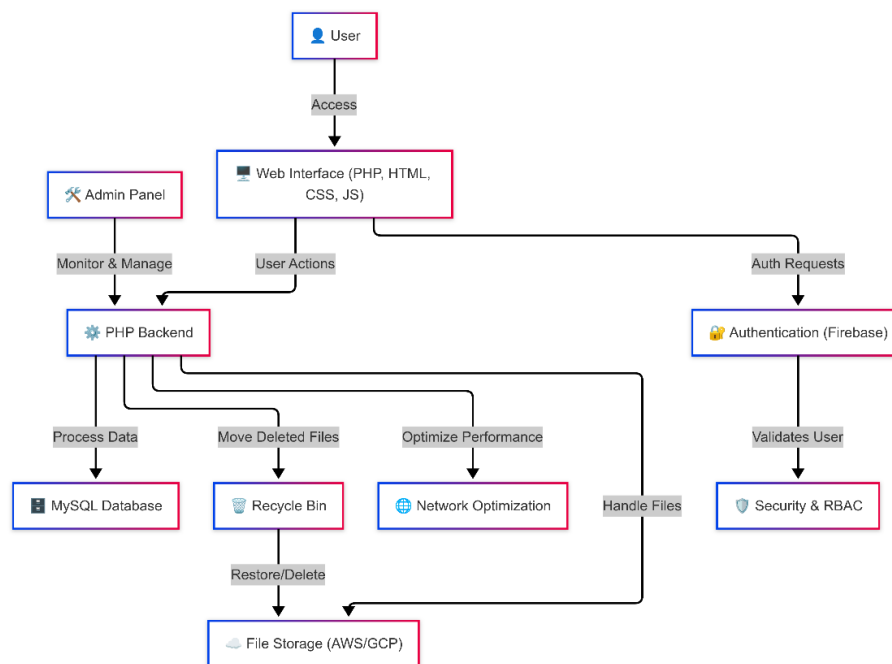 User
Access
Web Interface (PHP, HTML,
CSS, JS)
Admin Panel
Monitor & Manage
User Actions
Auth Requests
PHP Backend
Authentication (Firebase)
Process Data
Move Deleted Files
Optimize Performance
Validates User
MySQL Database
Recycle Bin
Network Optimization
Handle Files
Security & RBAC
Restore/Delete
File Storage (AWS/GCP)